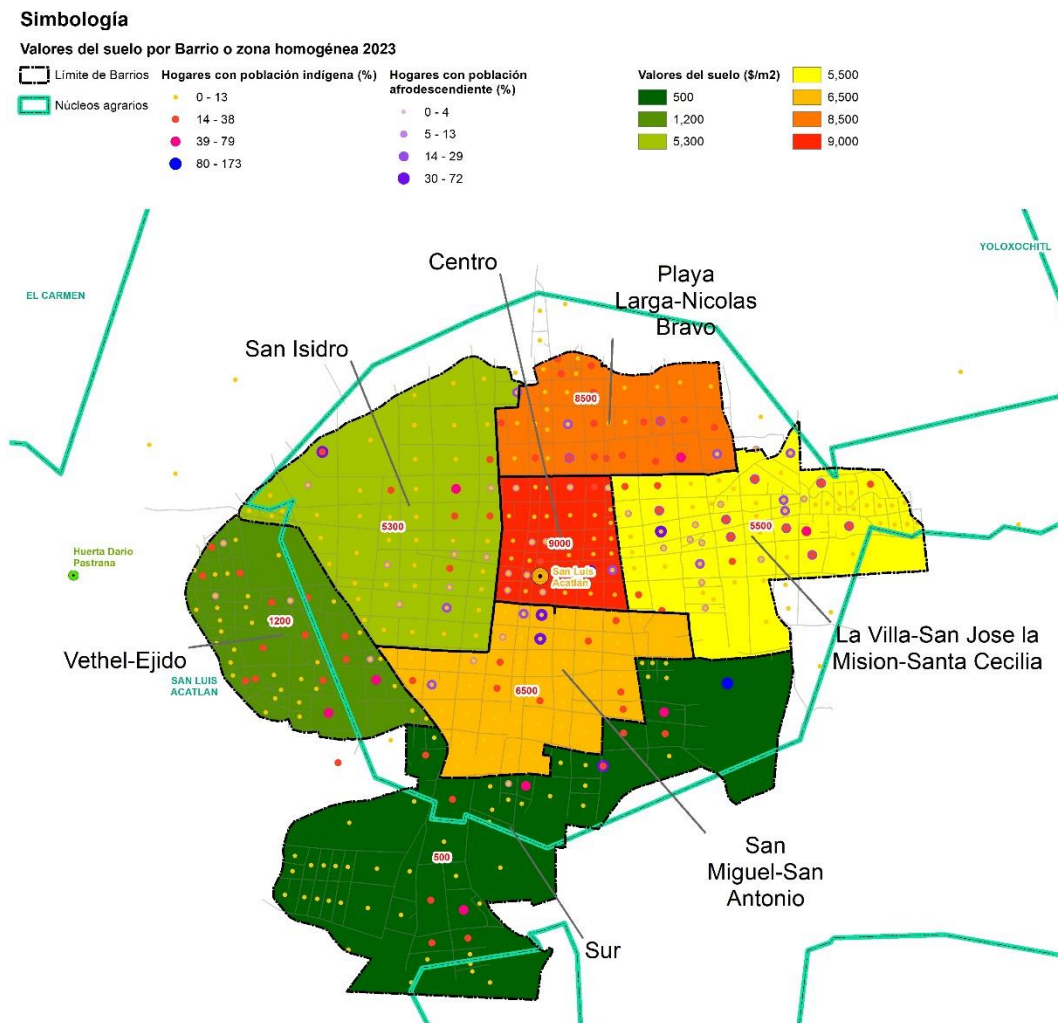 Simbología
Valores del suelo por Barrio o zona homogénea 2023
Límite de Barrios
Núcleos agrarios
Hogares con población indígena (%)
0 - 13
14 - 38
39 - 79
80 - 173
Hogares con población
afrodescendiente (%)
0 - 4
5 - 13
14 - 29
30 - 72
Valores del suelo ($/m2)
500
1,200
5,300
5,500
6,500
8,500
9,000
YOLOXOCHITL
EL CARMEN
Centro
Playa
Larga-Nicolas
Bravo
San Isidro
8500
5300
9000
5500
Huerta Darío
Pastrana
San Luis
Acatlán
1200
Vethel-Ejido
SAN LUIS
ACATLAN
La Villa-San Jose la
Mision-Santa Cecilia
6500
500
San
Miguel-San
Antonio
Sur